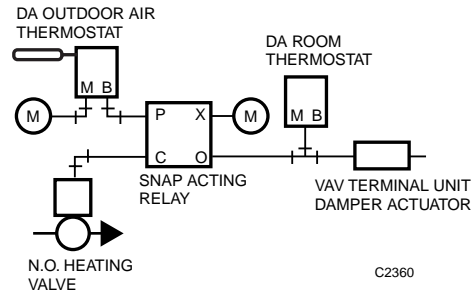 DA OUTDOOR AIR
THERMOSTAT
DA ROOM
THERMOSTAT
M B
M B
M
P
X
M
C
O
SNAP ACTING
RELAY
VAV TERMINAL UNIT
DAMPER ACTUATOR
N.O. HEATING
VALVE
C2360